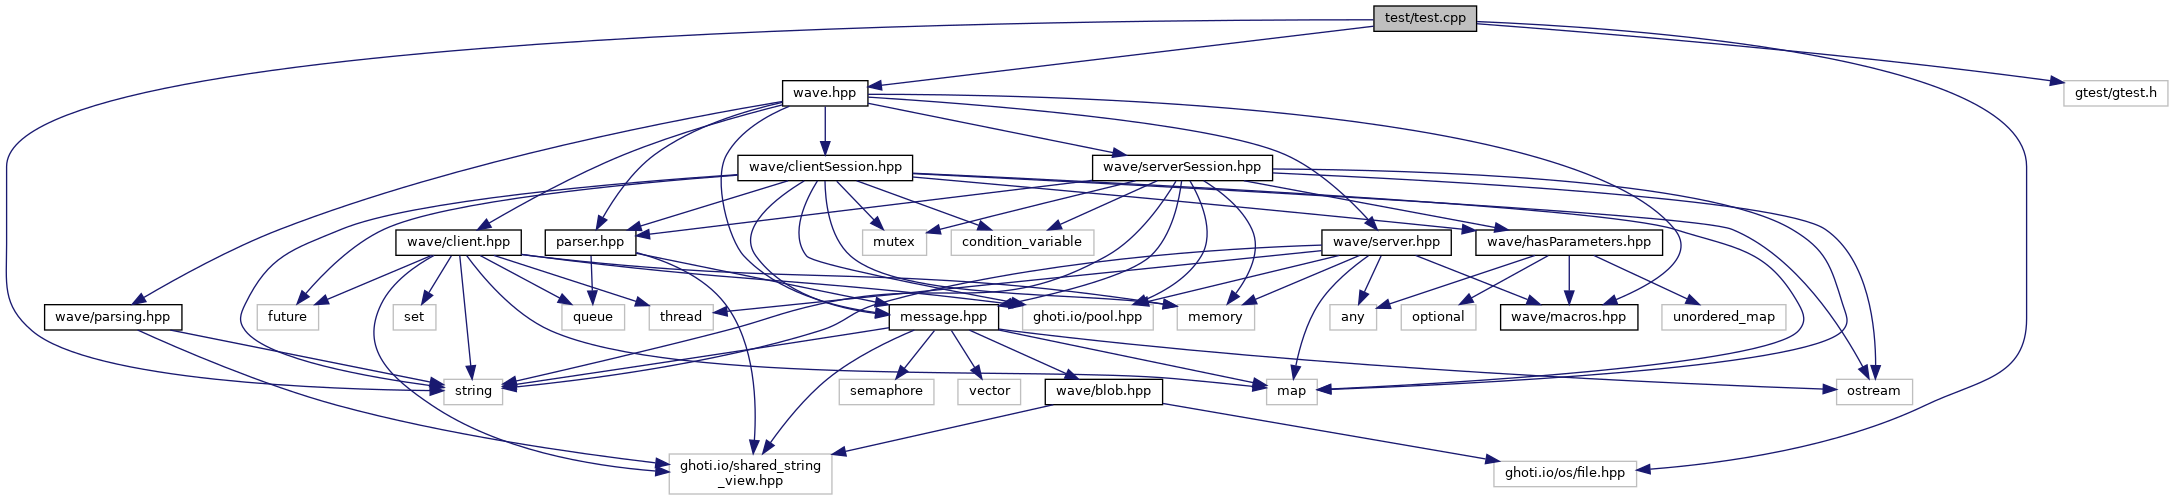 test/test.cpp
wave.hpp
gtest/gtest.h
wave/clientSession.hpp
wave/serverSession.hpp
wave/client.hpp
parser.hpp
mutex
condition_variable
wave/server.hpp
wave/hasParameters.hpp
wave/parsing.hpp
future
set
queue
thread
message.hpp
ghoti.io/pool.hpp
memory
any
optional
wave/macros.hpp
unordered_map
string
semaphore
vector
wave/blob.hpp
map
ostream
ghoti.io/shared_string
_view.hpp
ghoti.io/os/file.hpp